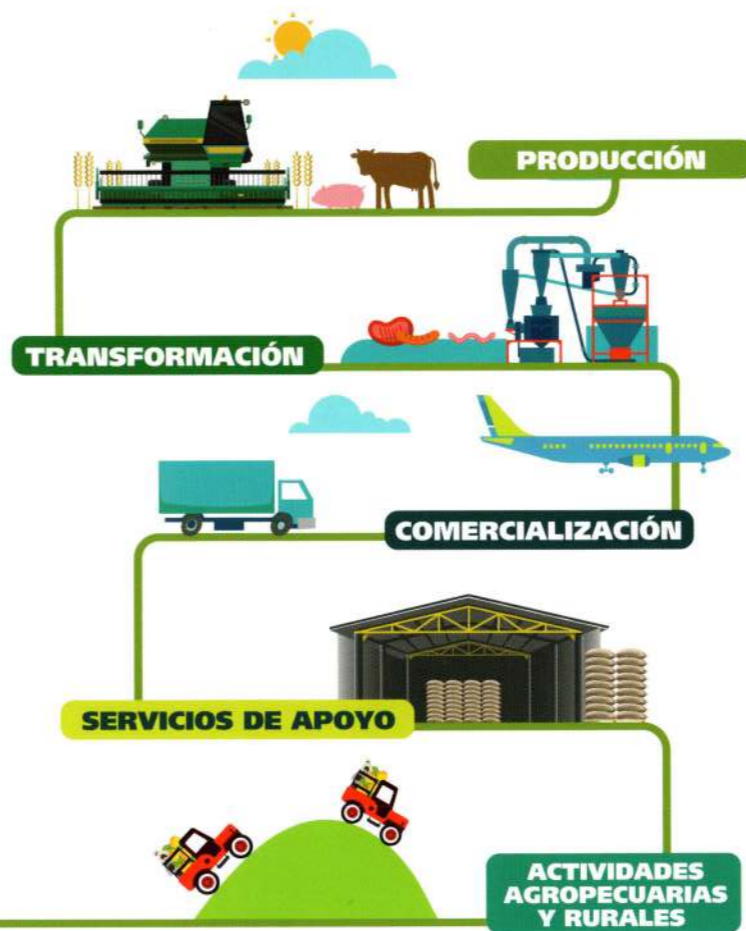 PRODUCCIÓN
TRANSFORMACIÓN
COMERCIALIZACIÓN
SERVICIOS DE APOYO
ACTIVIDADES
AGROPECUARIAS
Y RURALES